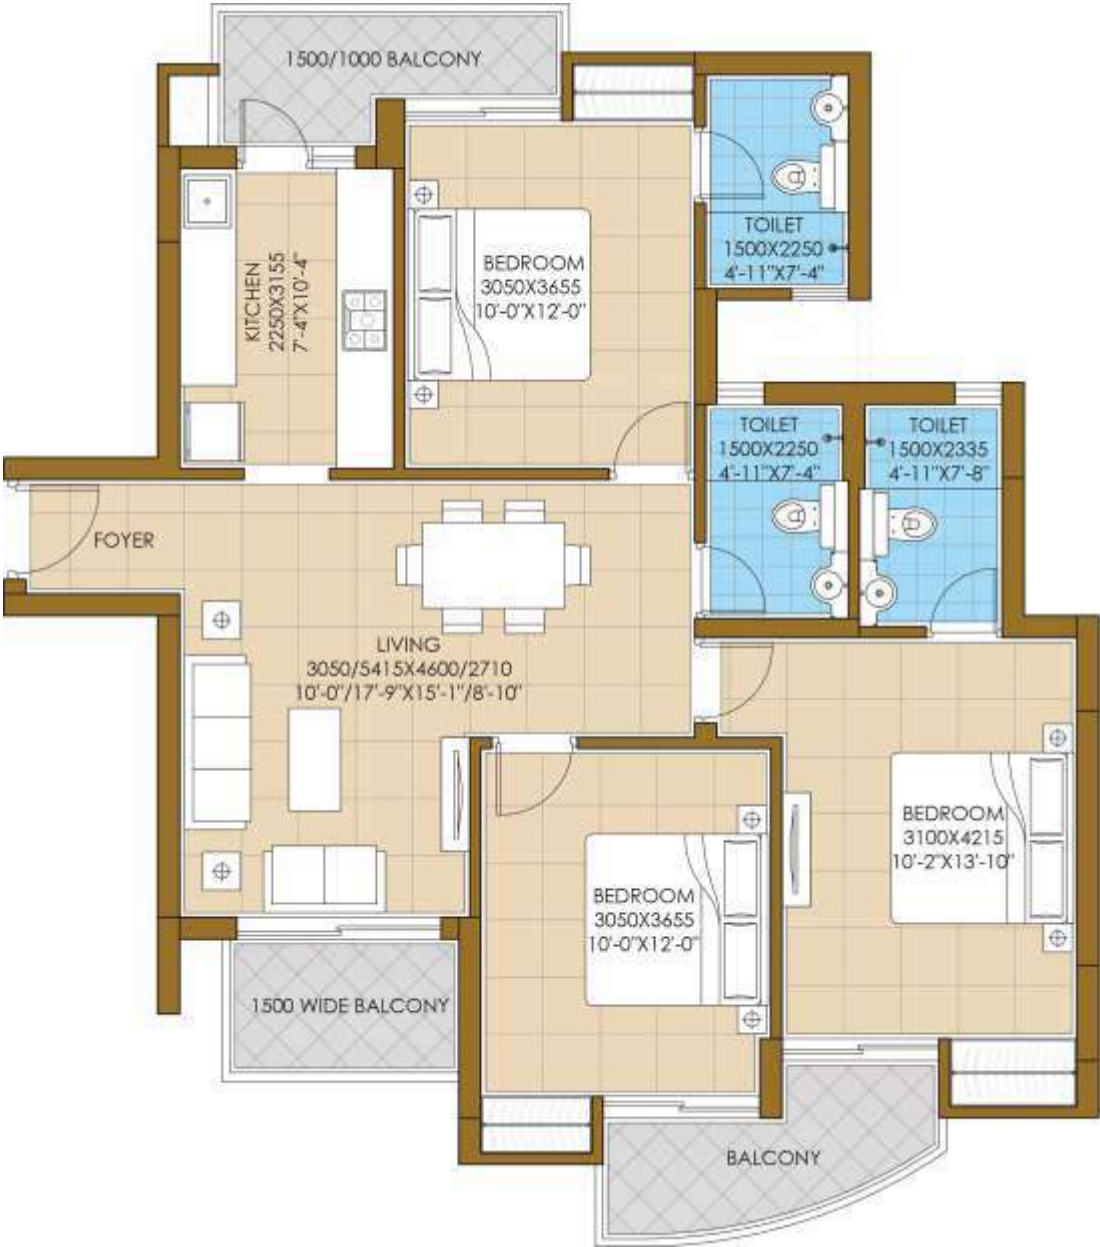 1500/1000 BALCONY
TOILET
1500X2250
4'-11"X7'-4"
BEDROOM
3050X3655
10'-0"X12'-0"
KITCHEN
2250X3155
7'-4"X10'-4"
TOILET
1500X2250
4'-11"X7'-4"
TOILET
1500X2335
4'-11"X7'-8"
FOYER
LIVING
3050/5415X4600/2710
10'-0"/17'-9"X15'-1"/8'-10"
BEDROOM
3100X4215
10'-2"X13'-10"
BEDROOM
3050X3655
10'-0"X12'-0"
1500 WIDE BALCONY
BALCONY